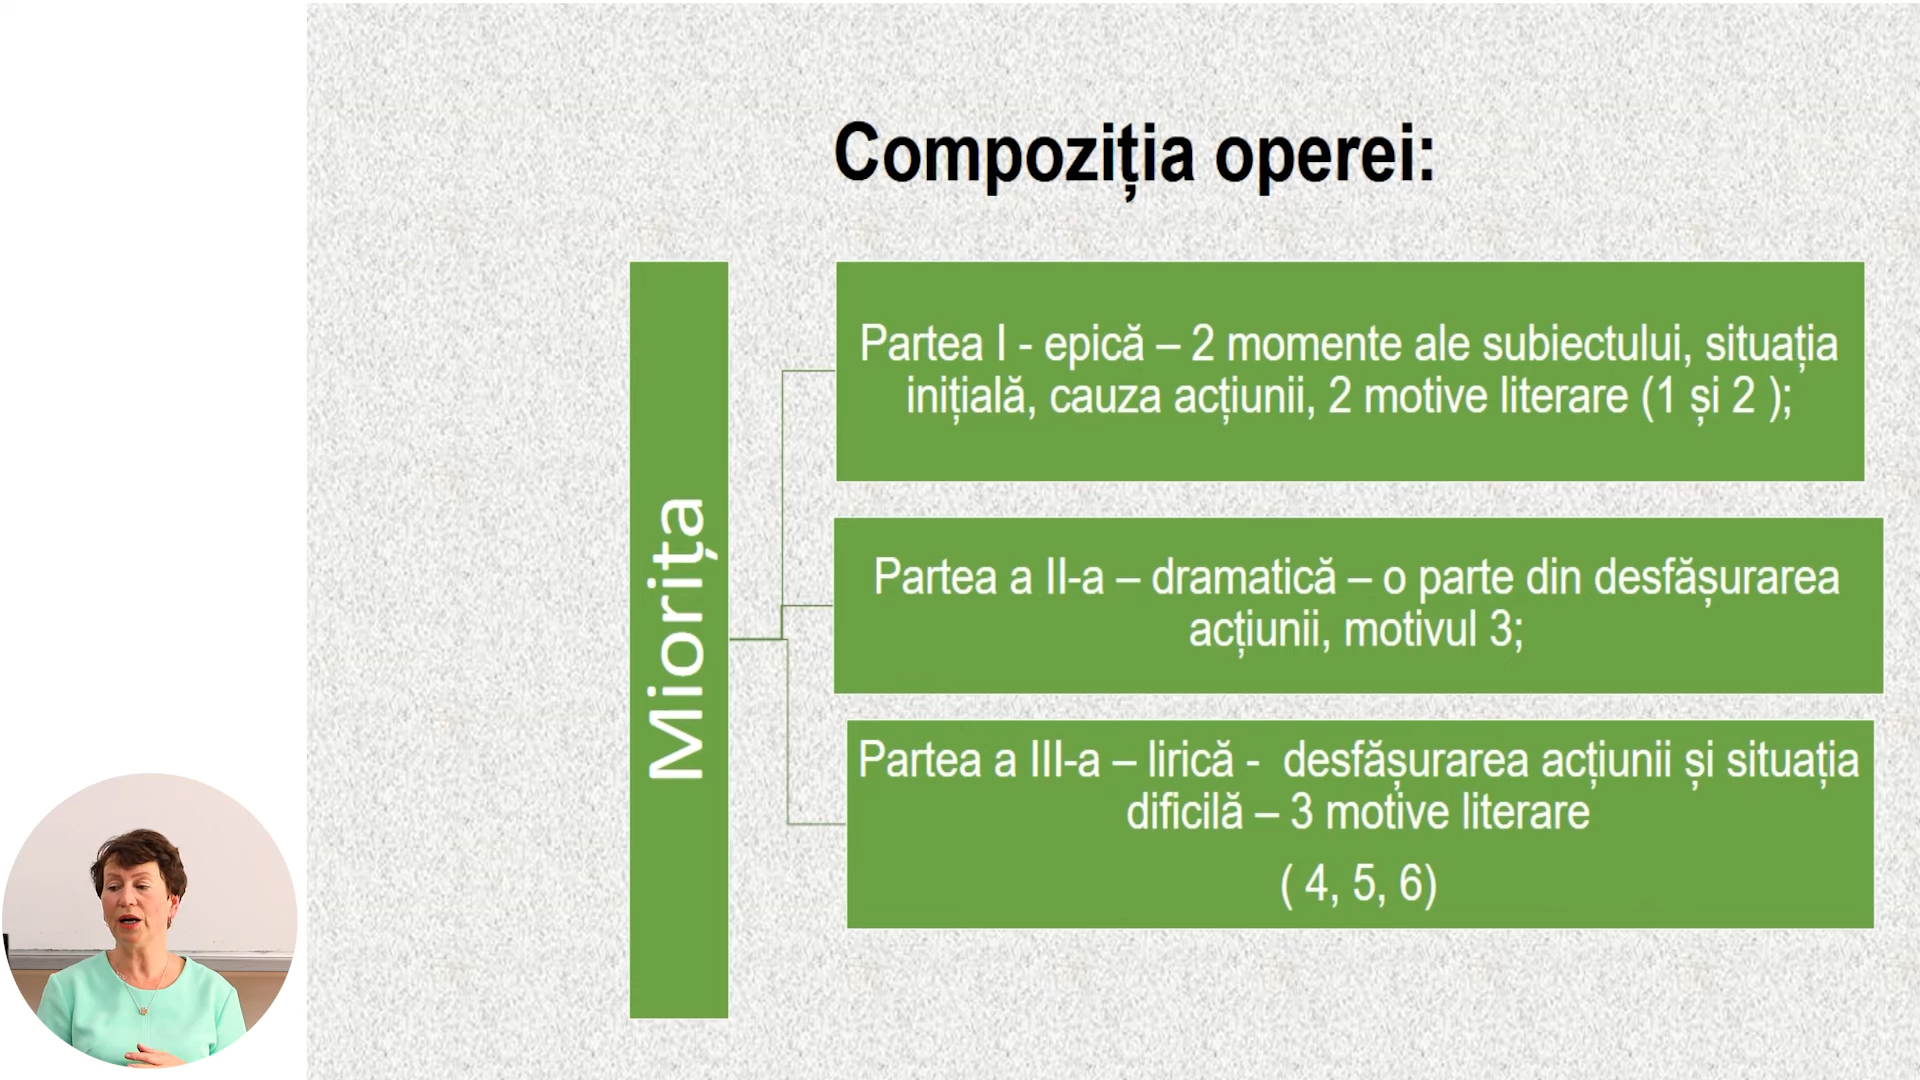 Compoziția operei:
Miorița
Partea I - epică – 2 momente ale subiectului, situația
inițială, cauza acțiunii, 2 motive literare (1 și 2 );
Partea a II-a – dramatică – o parte din desfășurarea
acțiunii, motivul 3;
Partea a III-a – lirică -  desfășurarea acțiunii și situația
dificilă – 3 motive literare
( 4, 5, 6)